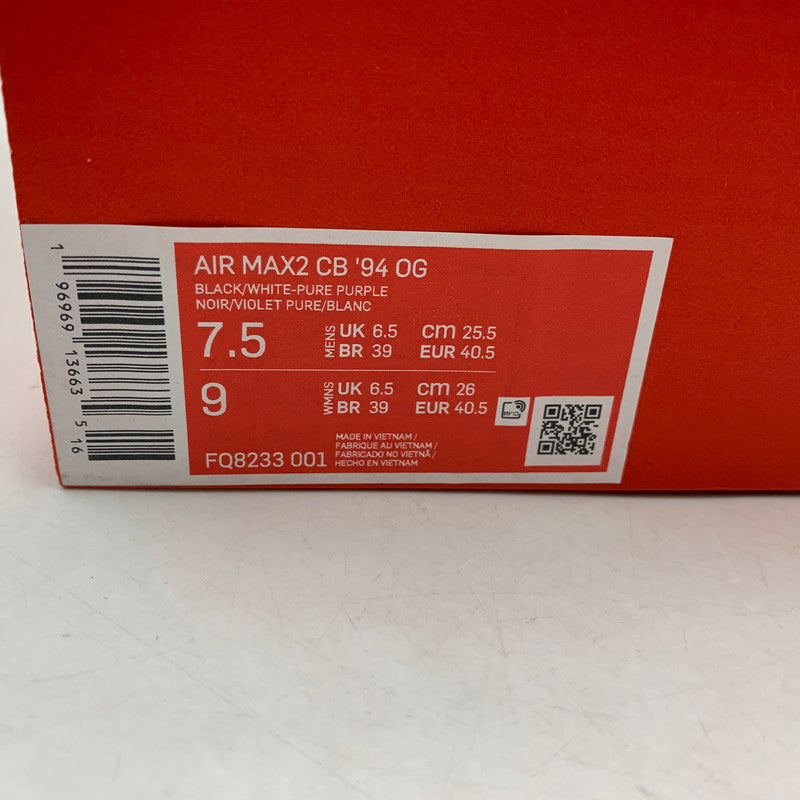 1 96969 13663 5 16
AIR MAX2 CB '94 OG
BLACK/WHITE-PURE PURPLE
NOIR/VIOLET PURE/BLANC
7.5 MENS UK 6.5 cm 25.5
BR 39 EUR 40.5
9 WMNS UK 6.5 cm 26
BR 39 EUR 40.5
RFID
MADE IN VIETNAM /
FABRIQUE AU VIETNAM /
FABRICADO NO VIETNÃ /
HECHO EN VIETNAM
FQ8233 001